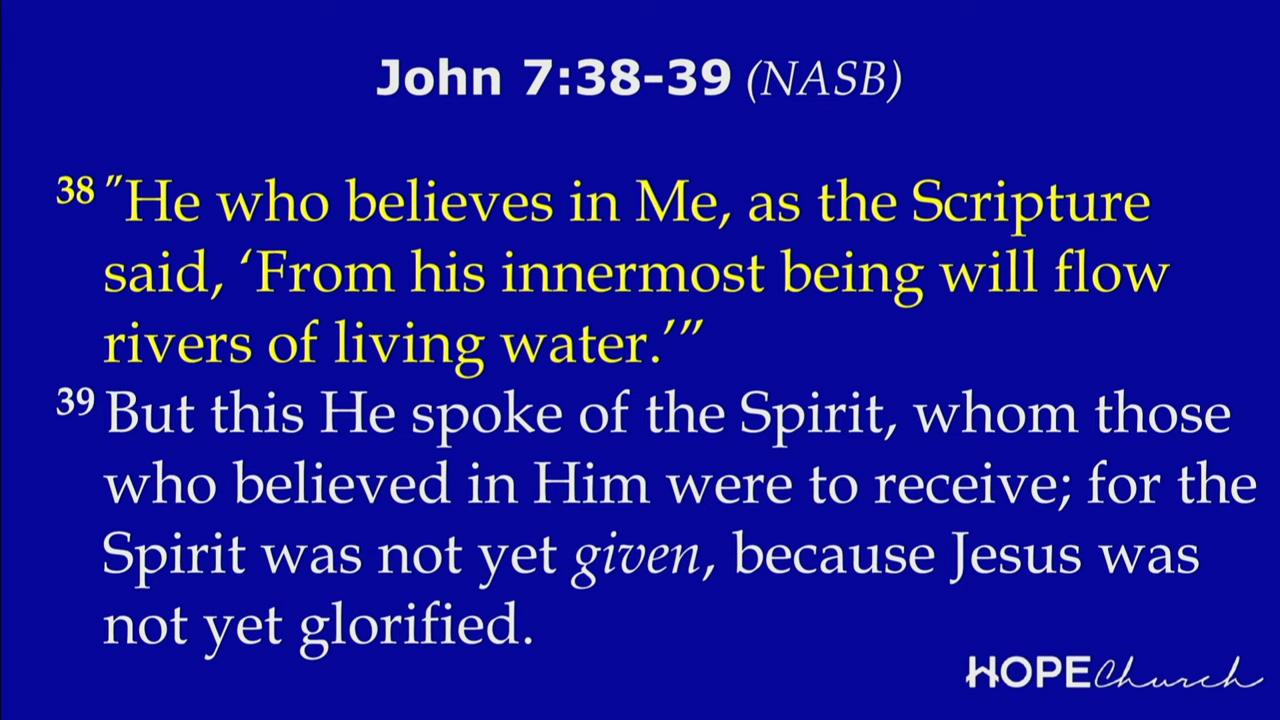 John 7:38-39 (NASB)
38 "He who believes in Me, as the Scripture
said, ‘From his innermost being will flow
rivers of living water.’”
39 But this He spoke of the Spirit, whom those
who believed in Him were to receive; for the
Spirit was not yet given, because Jesus was
not yet glorified.
HOPE Church